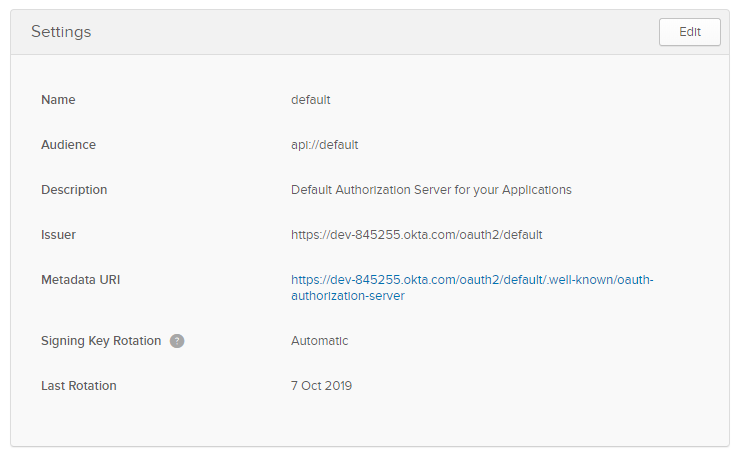 Settings
Edit
Name default
Audience api://default
Description Default Authorization Server for your Applications
Issuer https://dev-845255.okta.com/oauth2/default
Metadata URI https://dev-845255.okta.com/oauth2/default/.well-known/oauth-
authorization-server
Signing Key Rotation ? Automatic
Last Rotation 7 Oct 2019